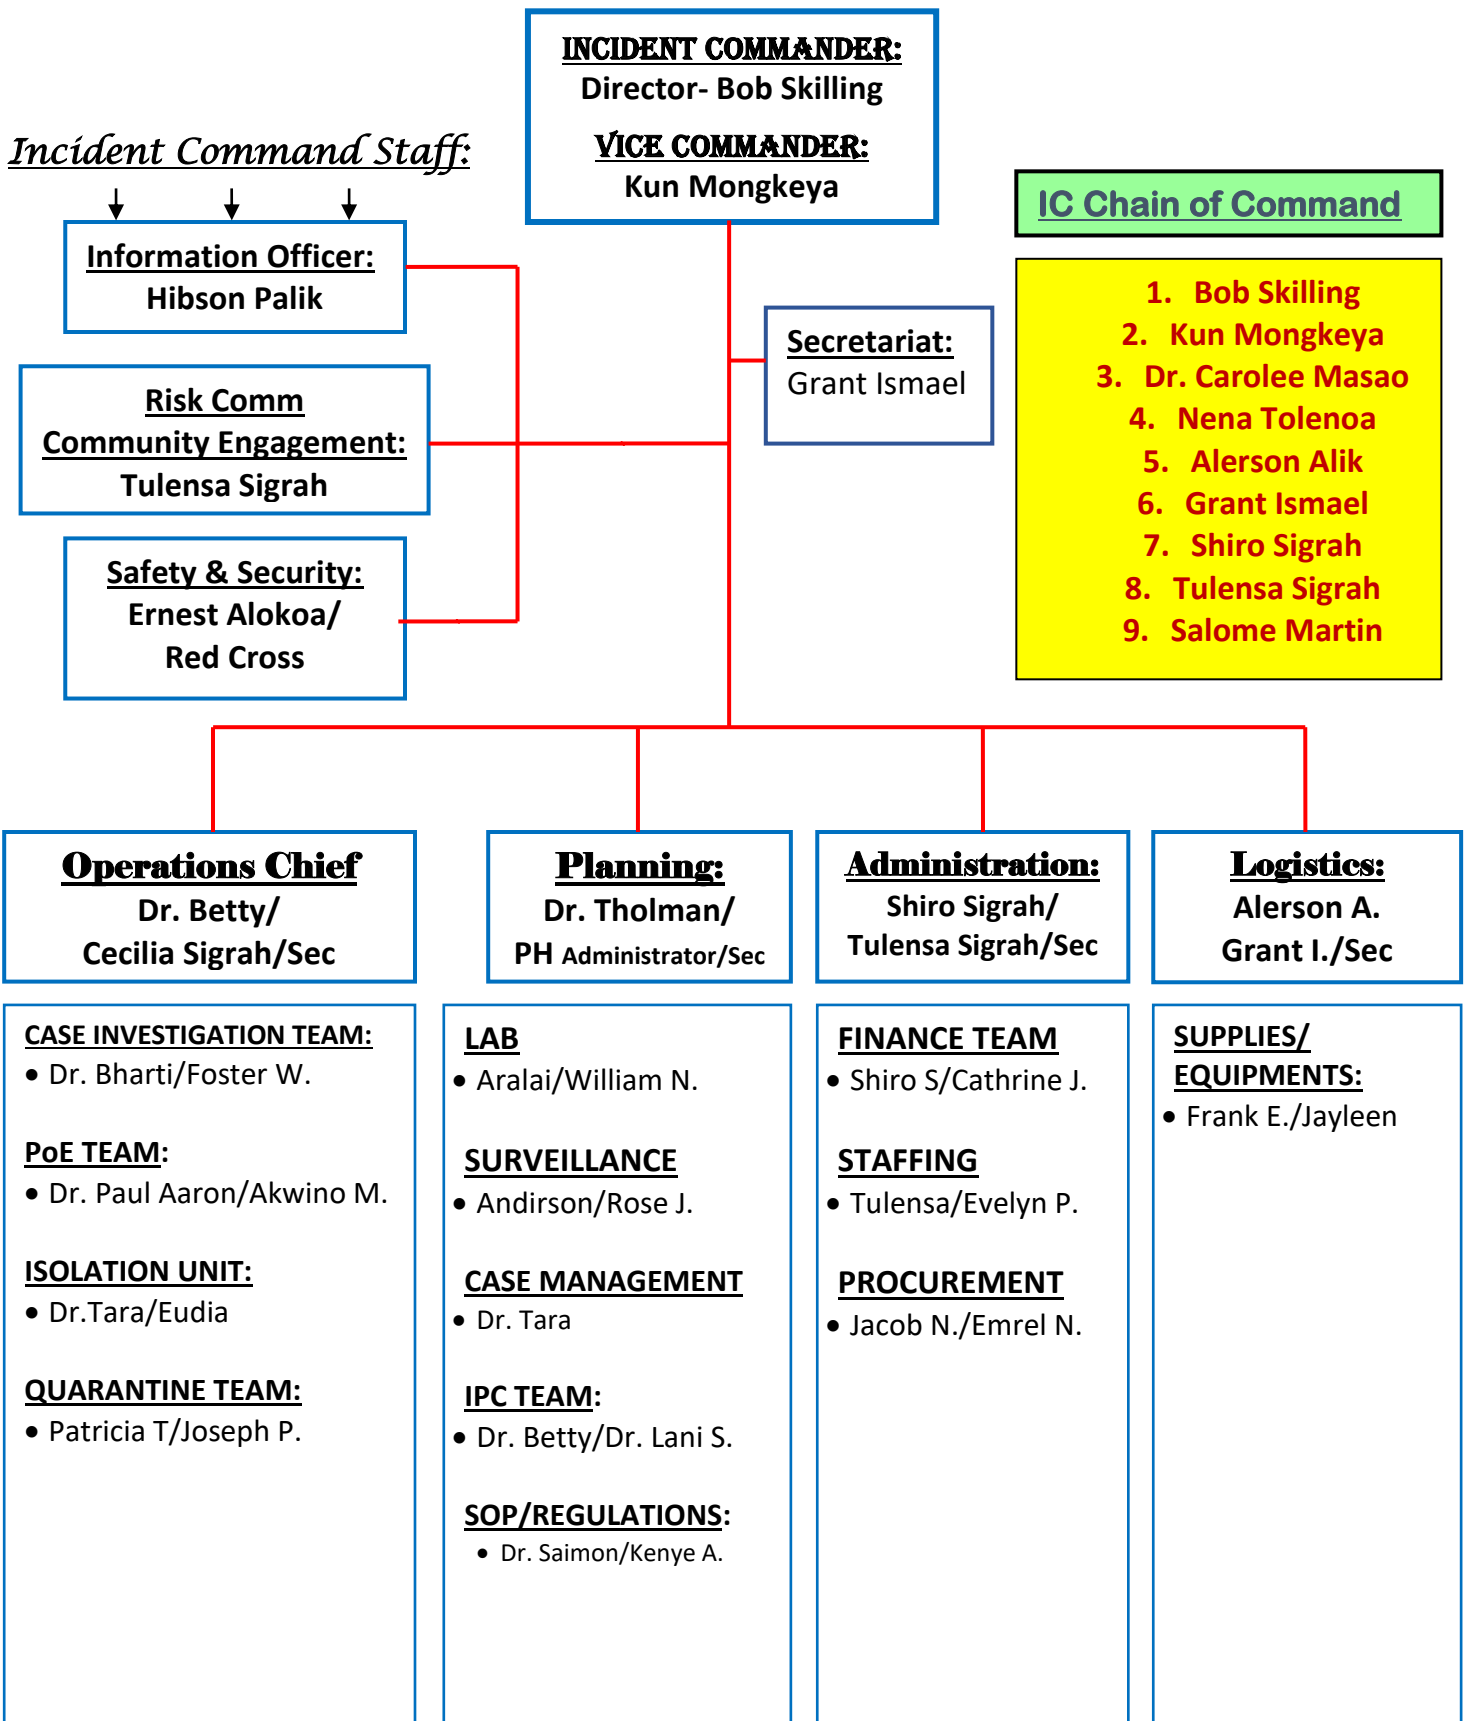 INCIDENT COMMANDER:
Director- Bob Skilling
VICE COMMANDER:
Kun Mongkeya
Incident Command Staff:
Information Officer:
Hibson Palik
Risk Comm
Community Engagement:
Tulensa Sigrah
Safety & Security:
Ernest Alokoa/
Red Cross
Secretariat:
Grant Ismael
IC Chain of Command
1. Bob Skilling
2. Kun Mongkeya
3. Dr. Carolee Masao
4. Nena Tolenoa
5. Alerson Alik
6. Grant Ismael
7. Shiro Sigrah
8. Tulensa Sigrah
9. Salome Martin
Operations Chief
Dr. Betty/
Cecilia Sigrah/Sec
Planning:
Dr. Tholman/
PH Administrator/Sec
Administration:
Shiro Sigrah/
Tulensa Sigrah/Sec
Logistics:
Alerson A.
Grant I./Sec
CASE INVESTIGATION TEAM:
• Dr. Bharti/Foster W.
PoE TEAM:
• Dr. Paul Aaron/Akwino M.
ISOLATION UNIT:
• Dr.Tara/Eudia
QUARANTINE TEAM:
• Patricia T/Joseph P.
LAB
• Aralai/William N.
SURVEILLANCE
• Andirson/Rose J.
CASE MANAGEMENT
• Dr. Tara
IPC TEAM:
• Dr. Betty/Dr. Lani S.
SOP/REGULATIONS:
• Dr. Saimon/Kenye A.
FINANCE TEAM
• Shiro S/Cathrine J.
STAFFING
• Tulensa/Evelyn P.
PROCUREMENT
• Jacob N./Emrel N.
SUPPLIES/
EQUIPMENTS:
• Frank E./Jayleen